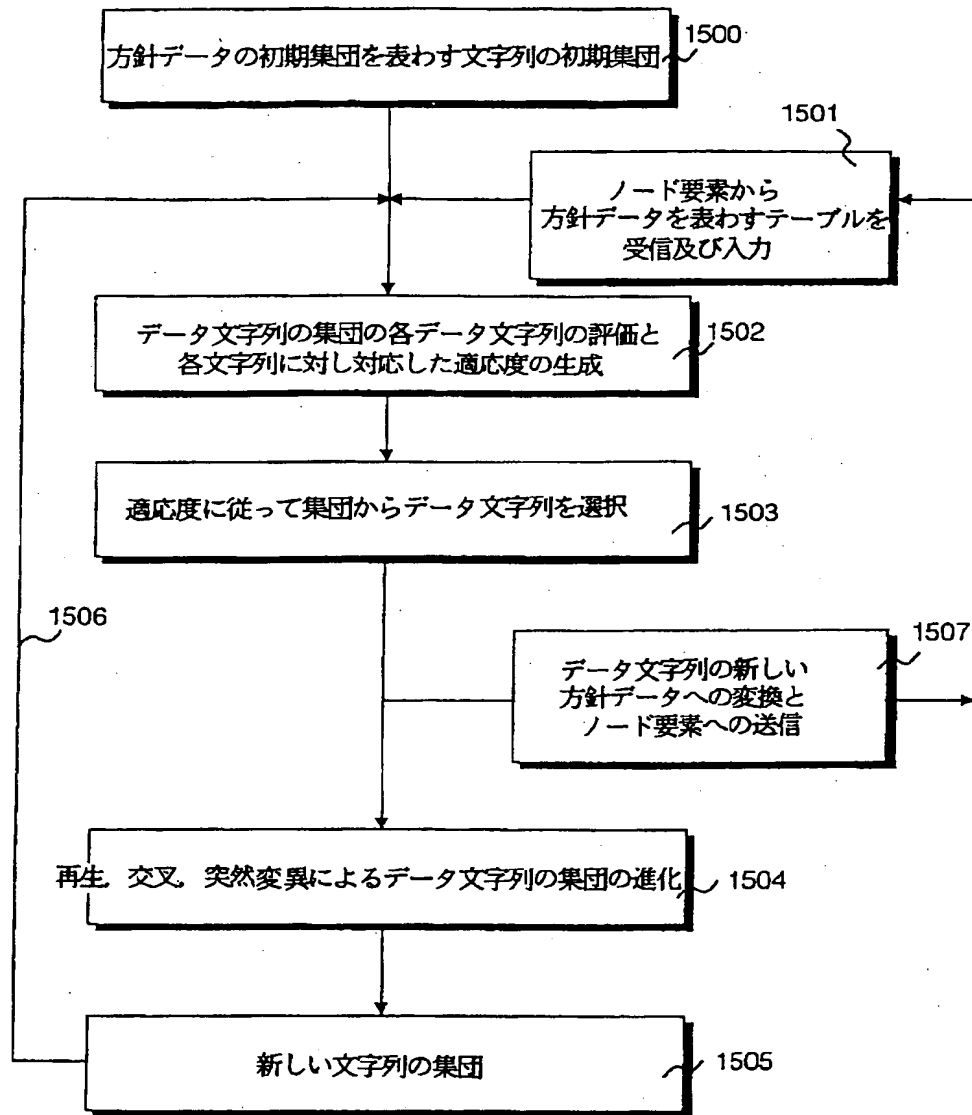 方針データの初期集団を表わす文字列の初期集団
1500
1501
ノード要素から
方針データを表わすテーブルを
受信及び入力
データ文字列の集団の各データ文字列の評価と
各文字列に対し対応した適応度の生成
1502
適応度に従って集団からデータ文字列を選択
1503
1506
1507
データ文字列の新しい
方針データへの変換と
ノード要素への送信
再生, 交叉, 突然変異によるデータ文字列の集団の進化
1504
新しい文字列の集団
1505